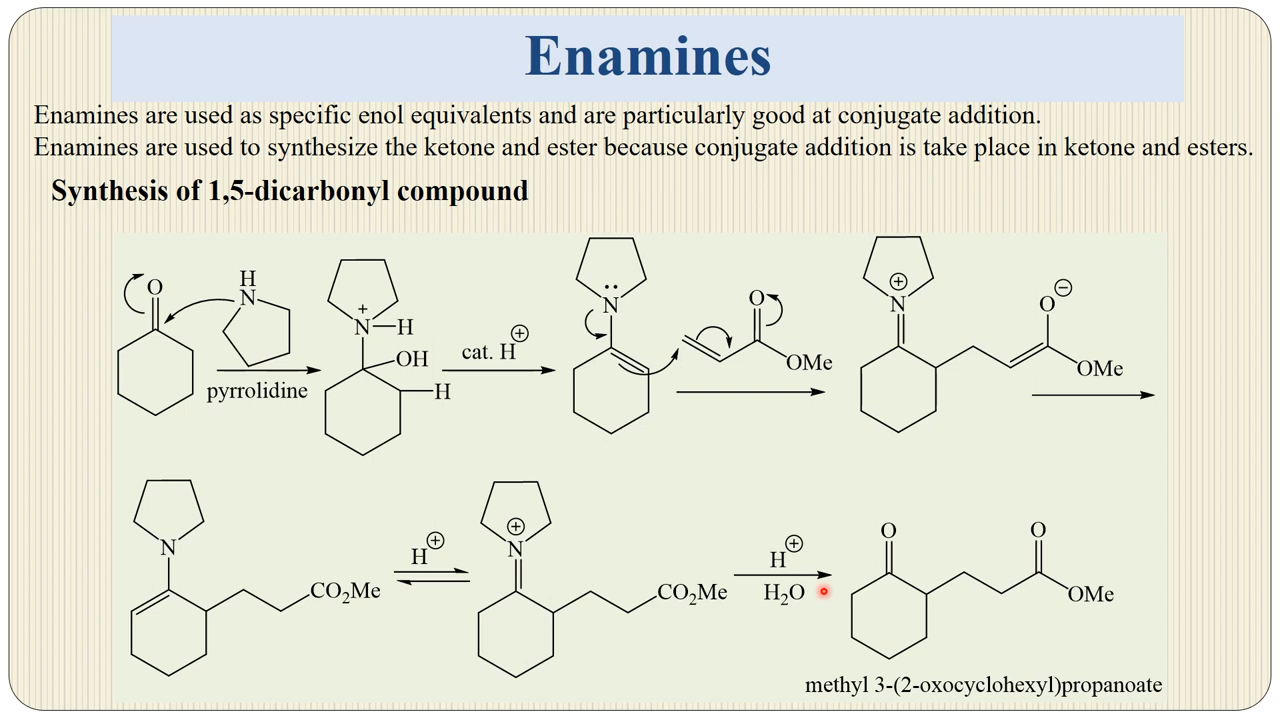 Enamines
Enamines are used as specific enol equivalents and are particularly good at conjugate addition.
Enamines are used to synthesize the ketone and ester because conjugate addition is take place in ketone and esters.
Synthesis of 1,5-dicarbonyl compound
O
H
N
pyrrolidine
+
N—H
OH
H
cat. H⊕
N
O
OMe
⊕
N
O⊖
OMe
N
CO₂Me
H⊕
⊕
N
CO₂Me
H⊕
H₂O
O
O
OMe
methyl 3-(2-oxocyclohexyl)propanoate